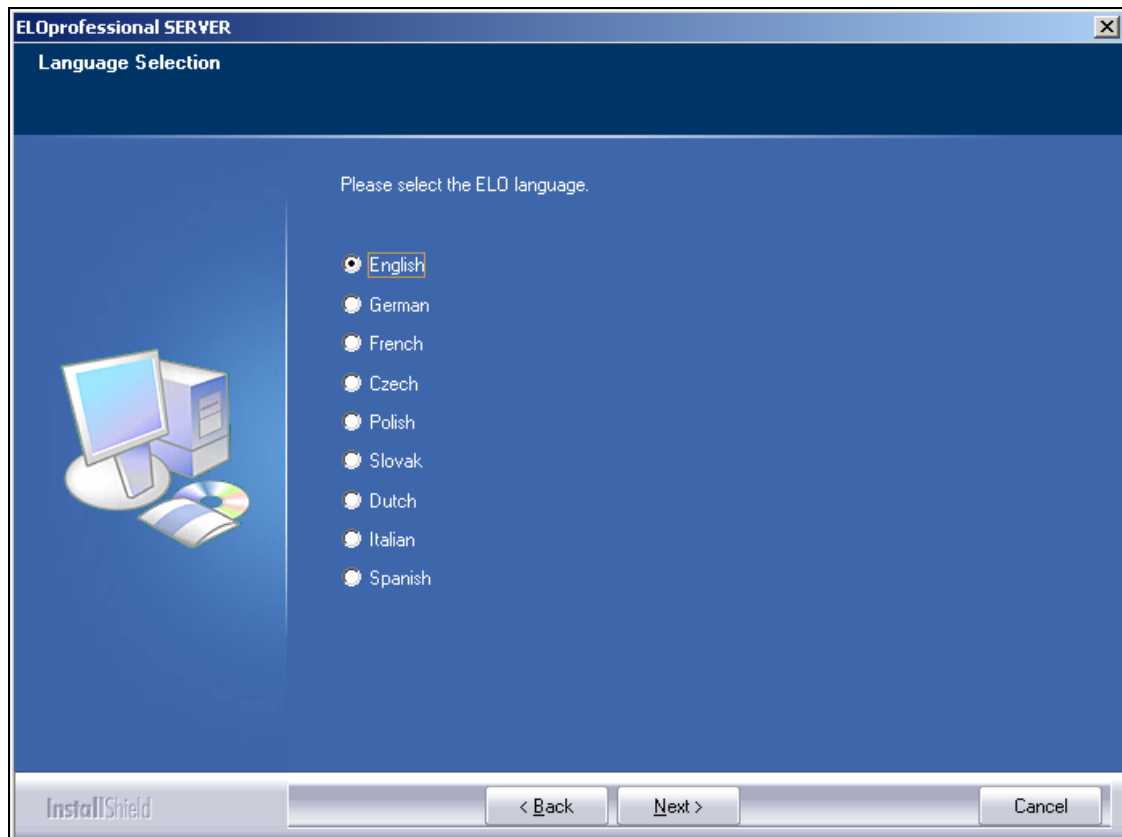 ELOprofessional SERVER
Language Selection
Please select the ELO language.
English
German
French
Czech
Polish
Slovak
Dutch
Italian
Spanish
InstallShield
< Back
Next >
Cancel